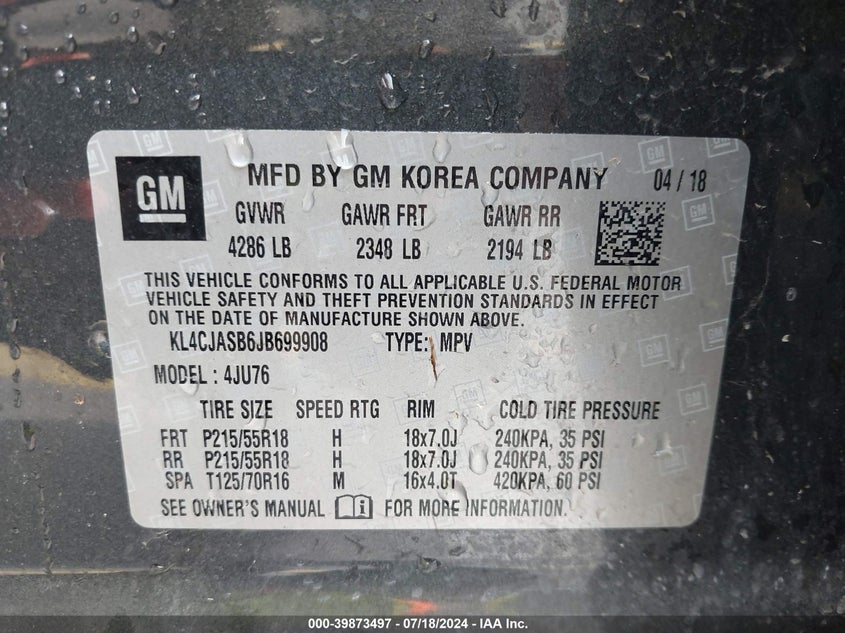 GM MFD BY GM KOREA COMPANY 04 / 18
GVWR GAWR FRT GAWR RR
4286 LB 2348 LB 2194 LB
THIS VEHICLE CONFORMS TO ALL APPLICABLE U.S. FEDERAL MOTOR
VEHICLE SAFETY AND THEFT PREVENTION STANDARDS IN EFFECT
ON THE DATE OF MANUFACTURE SHOWN ABOVE.
KL4CJASB6JB699908 TYPE: MPV
MODEL : 4JU76
TIRE SIZE SPEED RTG RIM COLD TIRE PRESSURE
FRT P215/55R18 H 18x7.0J 240KPA, 35 PSI
RR P215/55R18 H 18x7.0J 240KPA, 35 PSI
SPA T125/70R16 M 16x4.0T 420KPA, 60 PSI
SEE OWNER'S MANUAL FOR MORE INFORMATION.
000-39873497 - 07/18/2024 - IAA Inc.